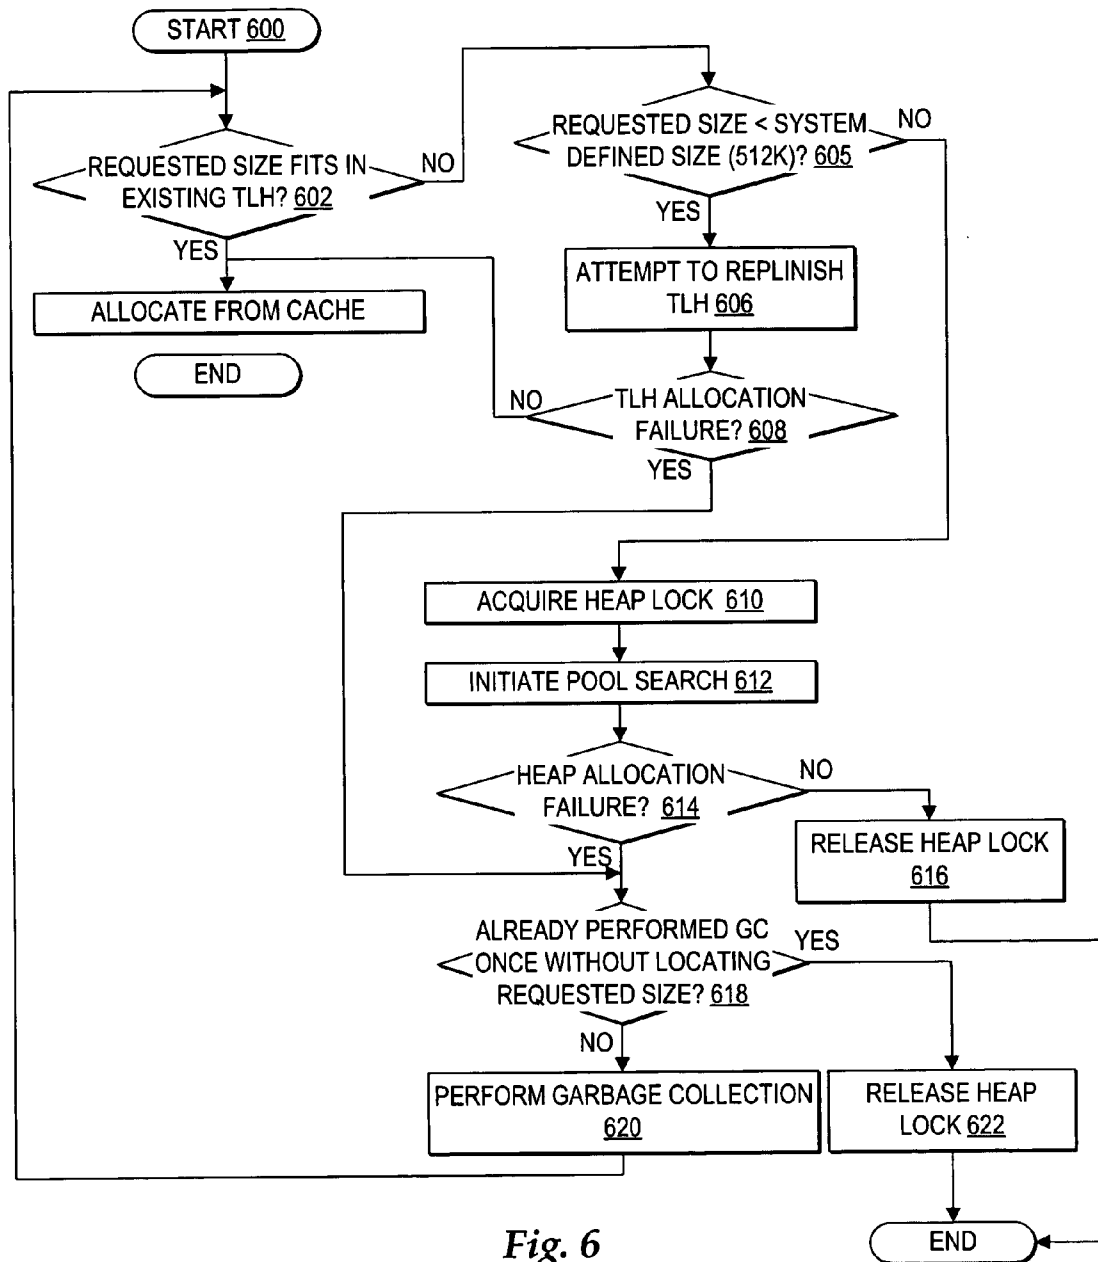 START 600
REQUESTED SIZE FITS IN
EXISTING TLH? 602
NO
YES
ALLOCATE FROM CACHE
END
REQUESTED SIZE < SYSTEM
DEFINED SIZE (512K)? 605
NO
YES
ATTEMPT TO REPLINISH
TLH 606
TLH ALLOCATION
FAILURE? 608
NO
YES
ACQUIRE HEAP LOCK 610
INITIATE POOL SEARCH 612
HEAP ALLOCATION
FAILURE? 614
NO
YES
RELEASE HEAP LOCK
616
ALREADY PERFORMED GC
ONCE WITHOUT LOCATING
REQUESTED SIZE? 618
YES
NO
PERFORM GARBAGE COLLECTION
620
RELEASE HEAP
LOCK 622
END
Fig. 6